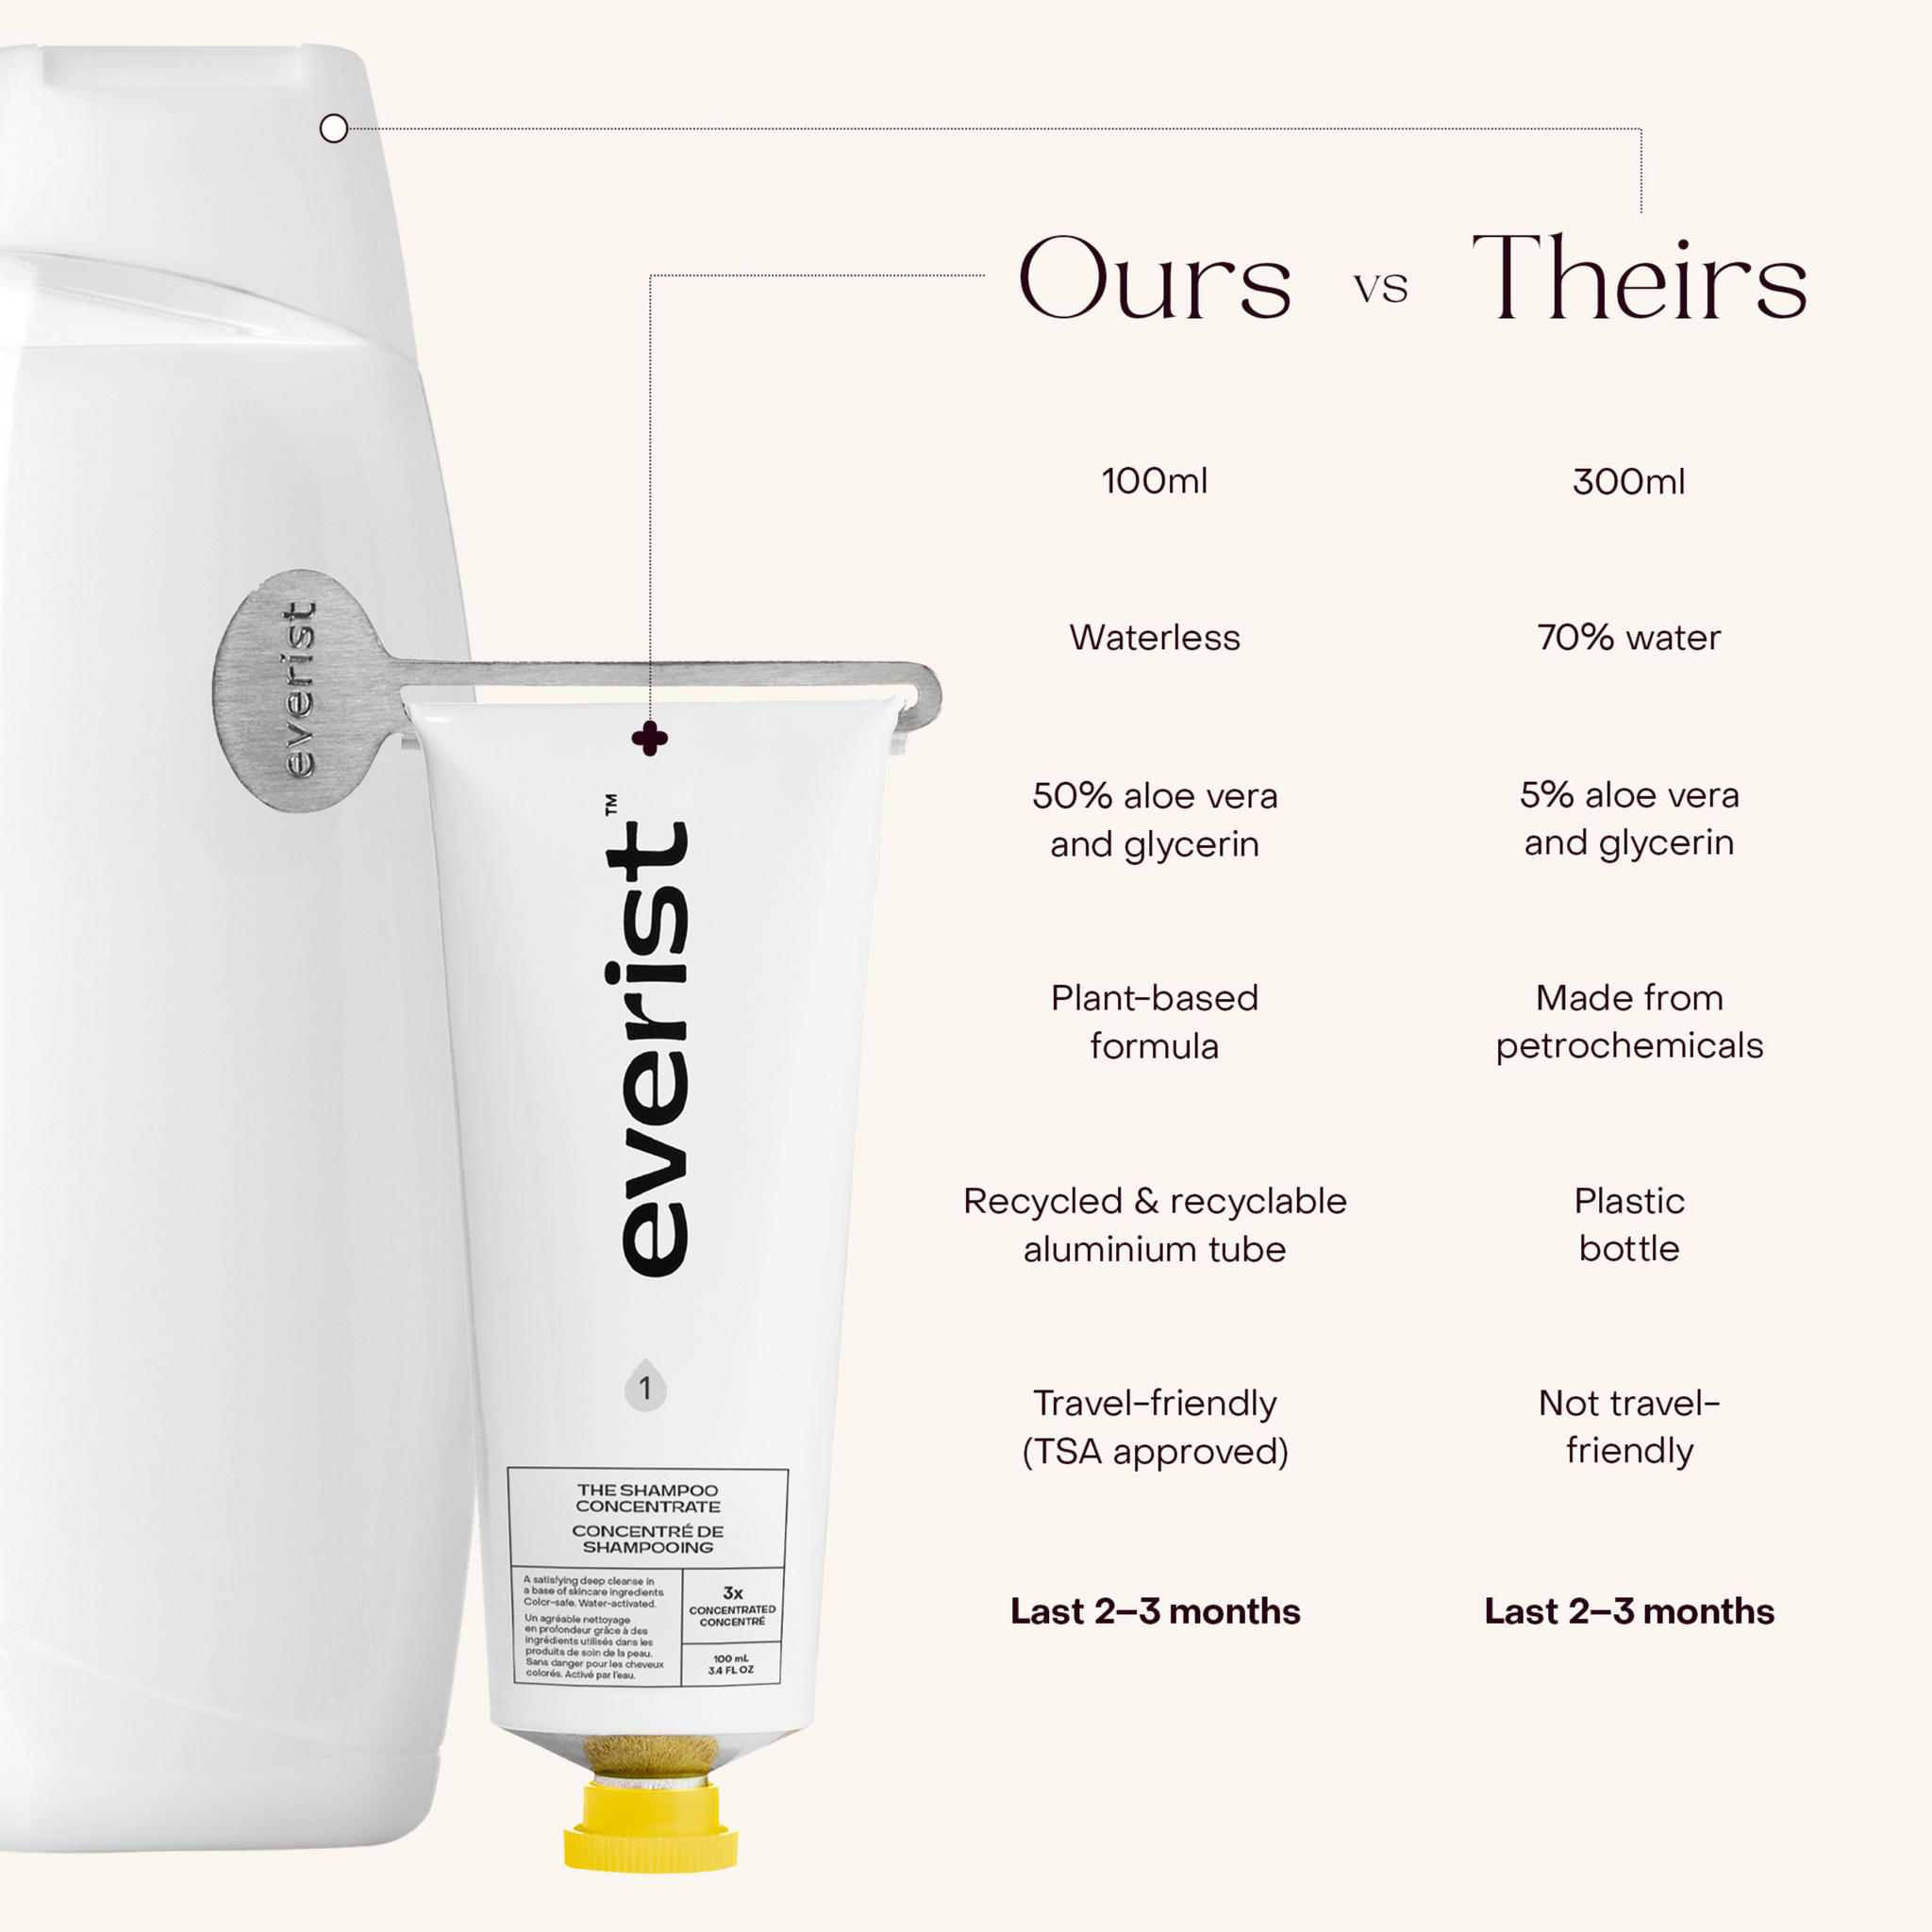 Ours vs Theirs
100ml
300ml
Waterless
70% water
50% aloe vera
and glycerin
5% aloe vera
and glycerin
Plant-based
formula
Made from
petrochemicals
Recycled & recyclable
aluminium tube
Plastic
bottle
Travel-friendly
(TSA approved)
Not travel-
friendly
Last 2–3 months
Last 2–3 months
everist
everist™
1
THE SHAMPOO
CONCENTRATE
CONCENTRÉ DE
SHAMPOOING
A satisfying deep cleanse in
a base of skincare ingredients.
Color-safe. Water-activated.
Un agréable nettoyage
en profondeur grâce à des
ingrédients utilisés dans les
produits de soin de la peau.
Sans danger pour les cheveux
colorés. Activé par l'eau.
3x
CONCENTRATED
CONCENTRÉ
100 mL
3.4 FL OZ